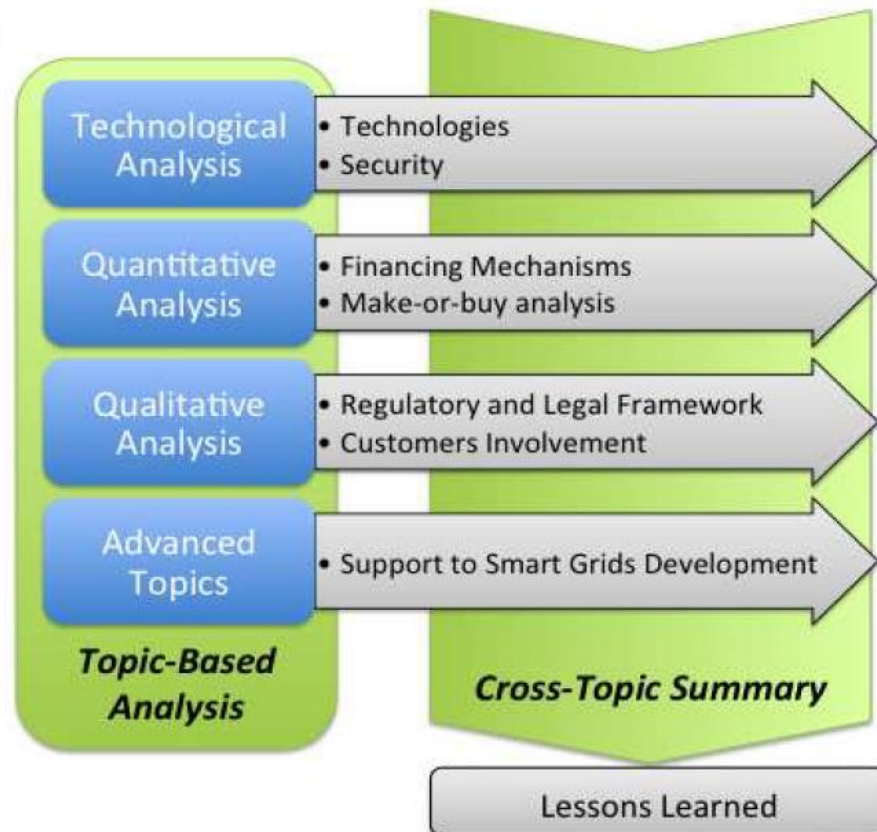 Technological
Analysis
• Technologies
• Security
Quantitative
Analysis
• Financing Mechanisms
• Make-or-buy analysis
Qualitative
Analysis
• Regulatory and Legal Framework
• Customers Involvement
Advanced
Topics
• Support to Smart Grids Development
Topic-Based
Analysis
Cross-Topic Summary
Lessons Learned